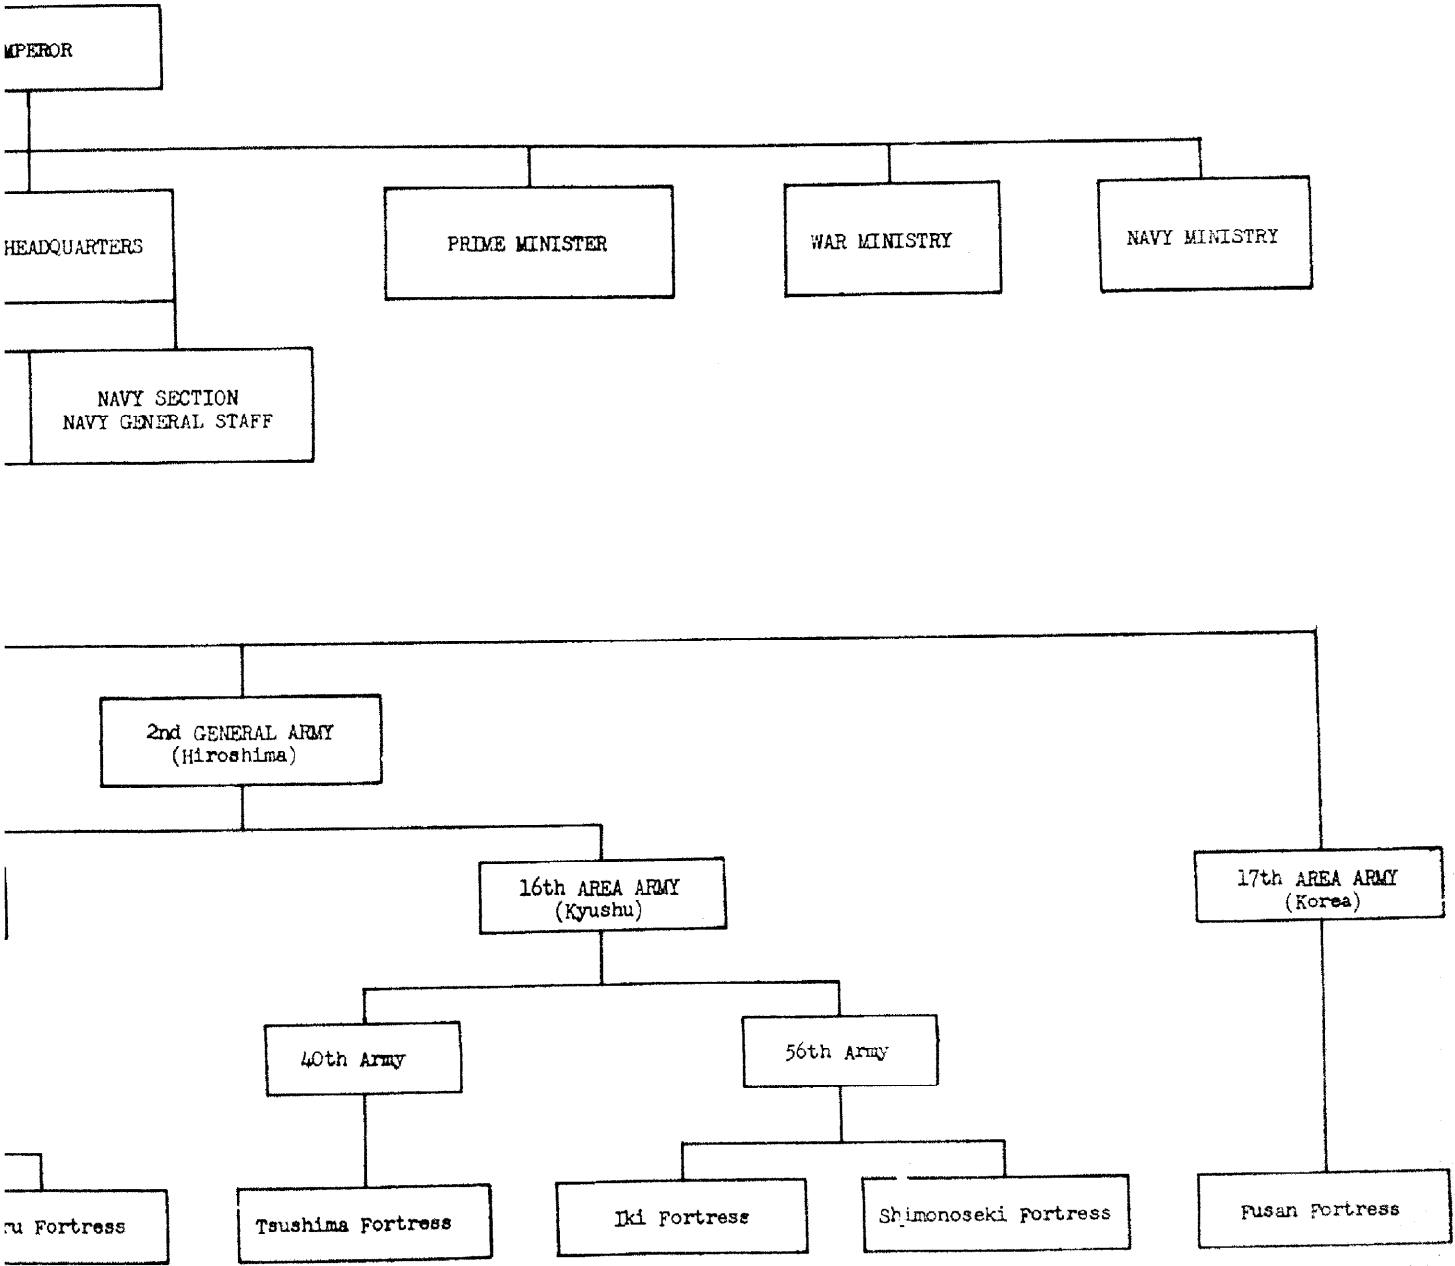 MPEROR
HEADQUARTERS
PRIME MINISTER
WAR MINISTRY
NAVY MINISTRY
NAVY SECTION
NAVY GENERAL STAFF
2nd GENERAL ARMY
(Hiroshima)
16th AREA ARMY
(Kyushu)
17th AREA ARMY
(Korea)
40th Army
56th Army
ru Fortress
Tsushima Fortress
Iki Fortress
Shimonoseki Fortress
Fusan Fortress